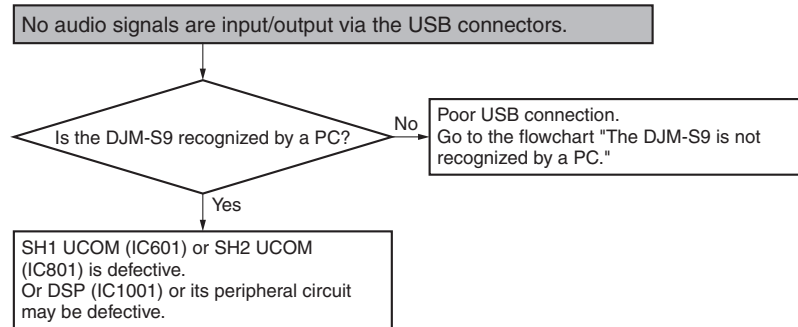 No audio signals are input/output via the USB connectors.
Is the DJM-S9 recognized by a PC?
No
Poor USB connection.
Go to the flowchart "The DJM-S9 is not
recognized by a PC."
Yes
SH1 UCOM (IC601) or SH2 UCOM
(IC801) is defective.
Or DSP (IC1001) or its peripheral circuit
may be defective.